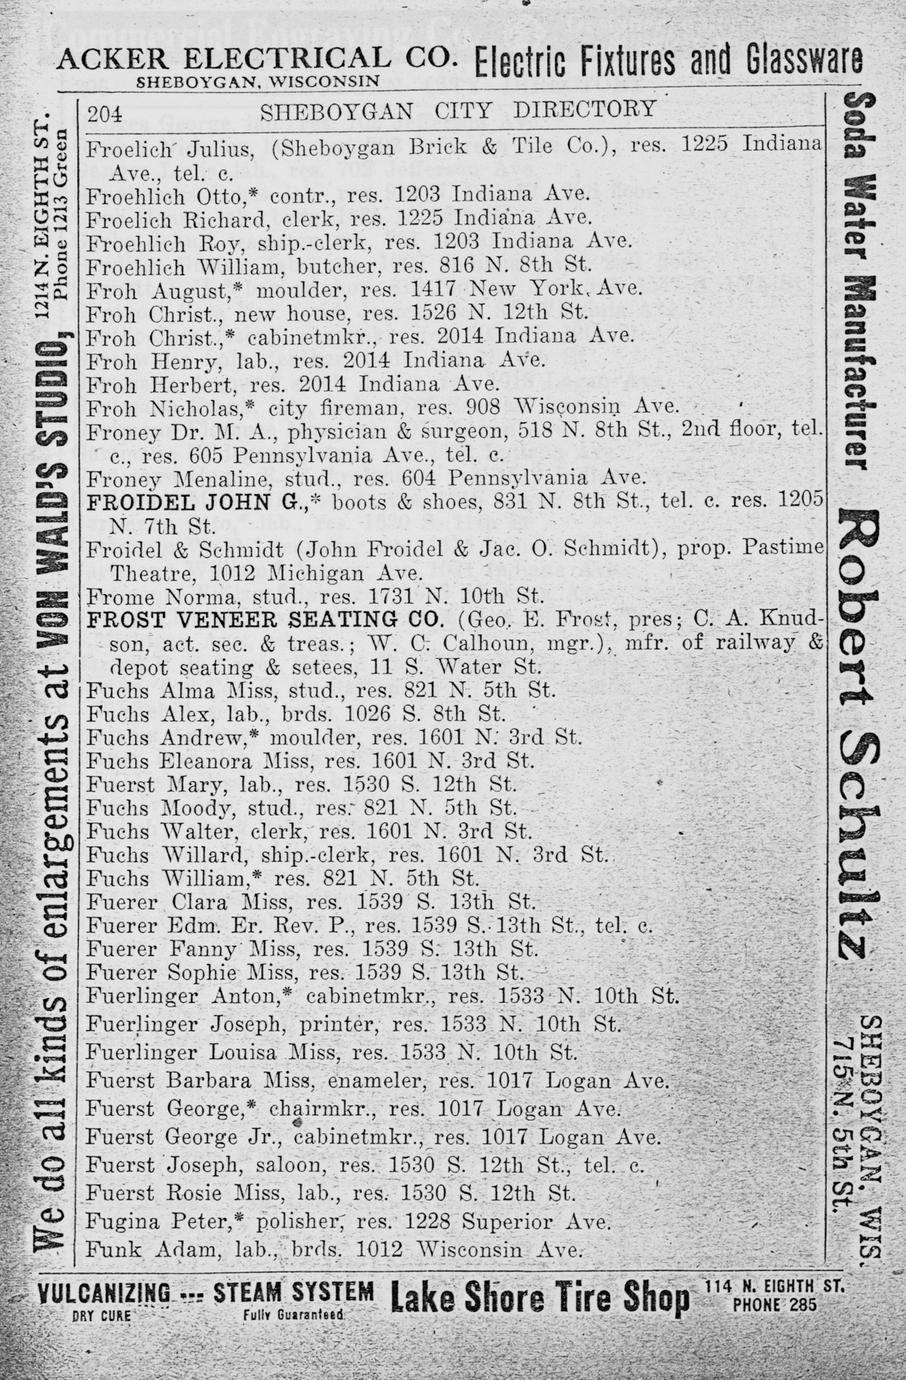 ACKER ELECTRICAL CO. Electric Fixtures and Glassware
SHEBOYGAN, WISCONSIN
204 SHEBOYGAN CITY DIRECTORY
Froelich Julius, (Sheboygan Brick & Tile Co.), res. 1225 Indiana
Ave., tel. c.
Froehlich Otto,* contr., res. 1203 Indiana Ave.
Froelich Richard, clerk, res. 1225 Indiana Ave.
Froehlich Roy, ship.-clerk, res. 1203 Indiana Ave.
Froehlich William, butcher, res. 816 N. 8th St.
Froh August,* moulder, res. 1417 New York Ave.
Froh Christ., new house, res. 1526 N. 12th St.
Froh Christ.,* cabinetmkr., res. 2014 Indiana Ave.
Froh Henry, lab., res. 2014 Indiana Ave.
Froh Herbert, res. 2014 Indiana Ave.
Froh Nicholas,* city fireman, res. 908 Wisconsin Ave.
Froney Dr. M. A., physician & surgeon, 518 N. 8th St., 2nd floor, tel.
c., res. 605 Pennsylvania Ave., tel. c.
Froney Menaline, stud., res. 604 Pennsylvania Ave.
FROIDEL JOHN G.,* boots & shoes, 831 N. 8th St., tel. c. res. 1205
N. 7th St.
Froidel & Schmidt (John Froidel & Jac. O. Schmidt), prop. Pastime
Theatre, 1012 Michigan Ave.
Frome Norma, stud., res. 1731 N. 10th St.
FROST VENEER SEATING CO. (Geo. E. Frost, pres; C. A. Knud-
son, act. sec. & treas.; W. C. Calhoun, mgr.), mfr. of railway &
depot seating & setees, 11 S. Water St.
Fuchs Alma Miss, stud., res. 821 N. 5th St.
Fuchs Alex, lab., brds. 1026 S. 8th St.
Fuchs Andrew,* moulder, res. 1601 N. 3rd St.
Fuchs Eleanora Miss, res. 1601 N. 3rd St.
Fuerst Mary, lab., res. 1530 S. 12th St.
Fuchs Moody, stud., res. 821 N. 5th St.
Fuchs Walter, clerk, res. 1601 N. 3rd St.
Fuchs Willard, ship.-clerk, res. 1601 N. 3rd St.
Fuchs William,* res. 821 N. 5th St.
Fuerer Clara Miss, res. 1539 S. 13th St.
Fuerer Edm. Er. Rev. P., res. 1539 S. 13th St., tel. c.
Fuerer Fanny Miss, res. 1539 S. 13th St.
Fuerer Sophie Miss, res. 1539 S. 13th St.
Fuerlinger Anton,* cabinetmkr., res. 1533 N. 10th St.
Fuerlinger Joseph, printer, res. 1533 N. 10th St.
Fuerlinger Louisa Miss, res. 1533 N. 10th St.
Fuerst Barbara Miss, enameler, res. 1017 Logan Ave.
Fuerst George,* chairmkr., res. 1017 Logan Ave.
Fuerst George Jr., cabinetmkr., res. 1017 Logan Ave.
Fuerst Joseph, saloon, res. 1530 S. 12th St., tel. c.
Fuerst Rosie Miss, lab., res. 1530 S. 12th St.
Fugina Peter,* polisher, res. 1228 Superior Ave.
Funk Adam, lab., brds. 1012 Wisconsin Ave.
We do all kinds of enlargements at VON WALD'S STUDIO,
1214 N. EIGHTH ST.
Phone 1213 Green
Soda Water Manufacturer Robert Schultz
SHEBOYGAN, WIS.
715 N. 5th St.
VULCANIZING --- STEAM SYSTEM Lake Shore Tire Shop
DRY CURE Fully Guaranteed
114 N. EIGHTH ST.
PHONE 285